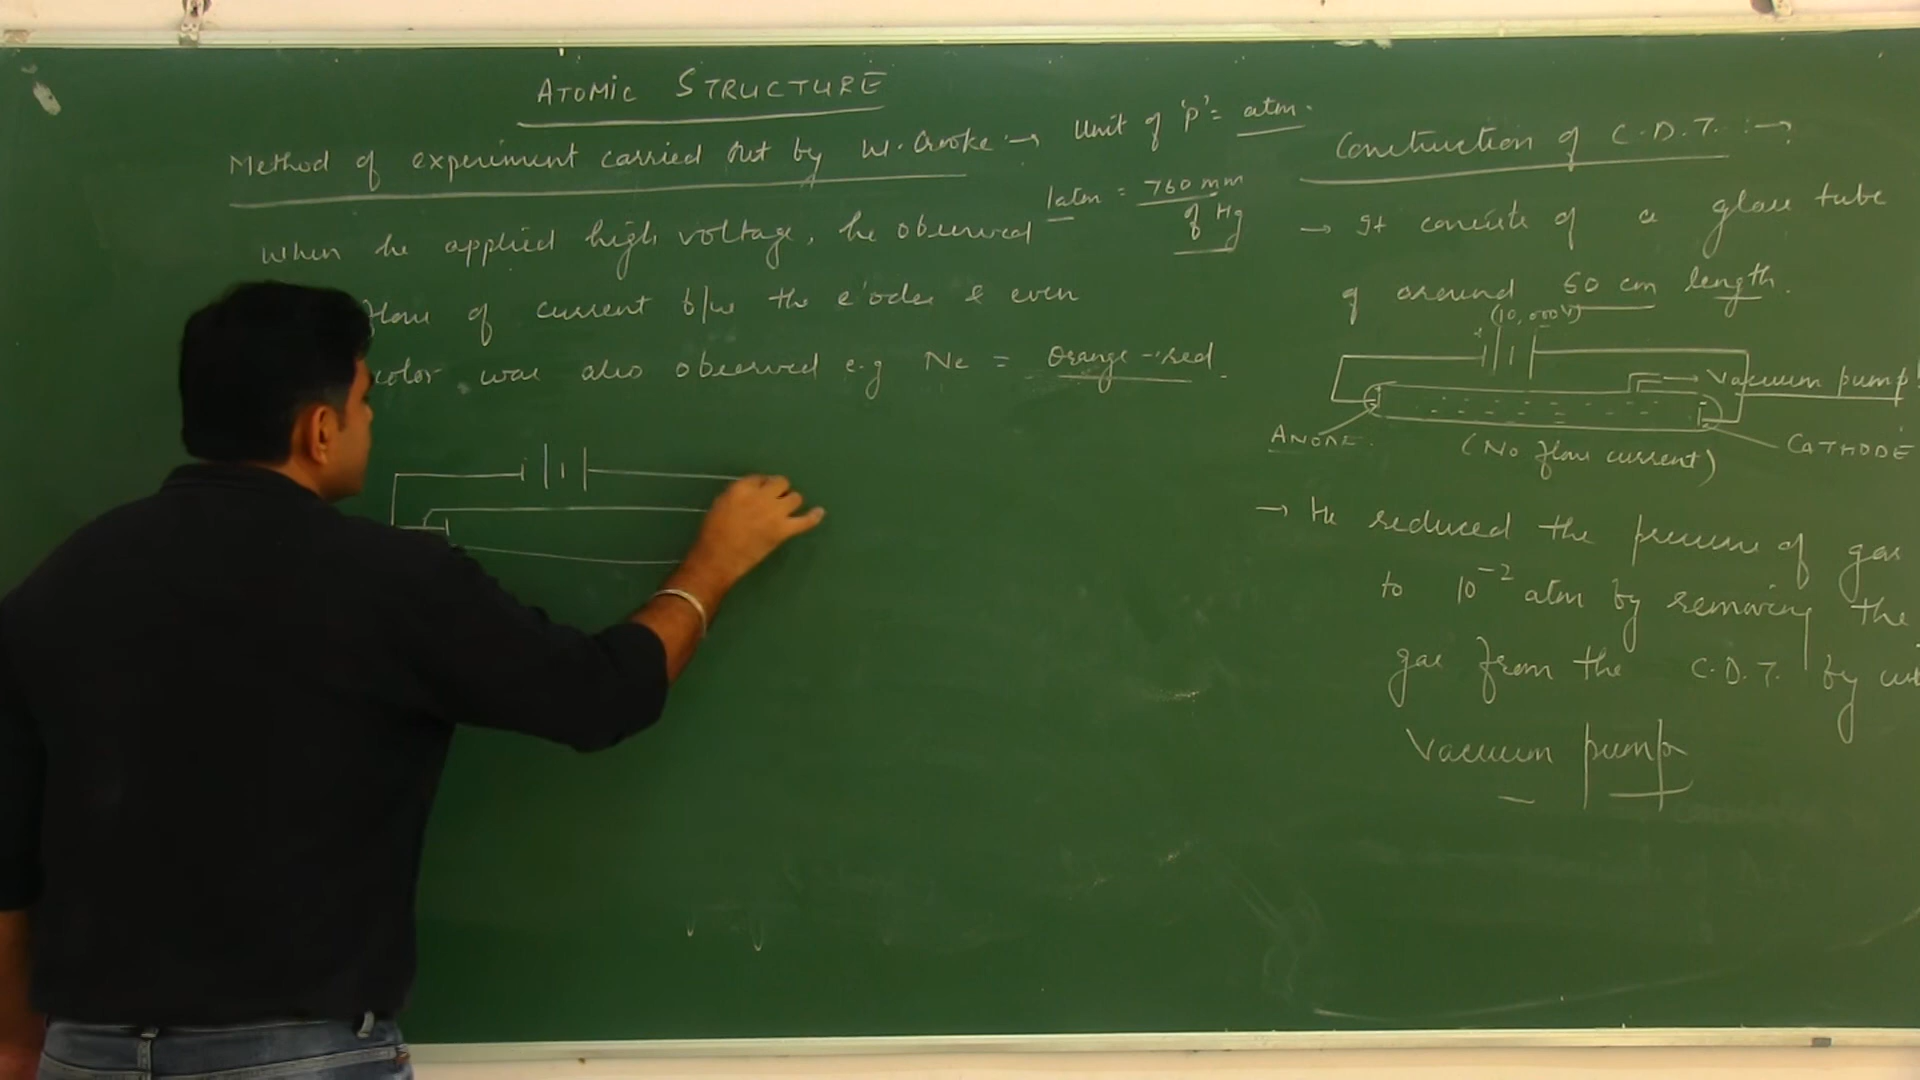 ATOMIC STRUCTURE
Method of experiment carried out by W. Crooke :→
Unit of 'P' = atm.
1 atm = 760 mm
of Hg
When he applied high voltage, he observed
flow of current b/w the e'odes & even
color was also observed e.g Ne = Orange-red.
Construction of C.D.T. :→
→ It consists of a glass tube
of around 60 cm length.
(10,000V)
+
Vacuum pump
ANODE.
(No flow current)
CATHODE
→ He reduced the pressure of gas
to 10⁻² atm by removing the
gas from the C.D.T. by
Vacuum pump